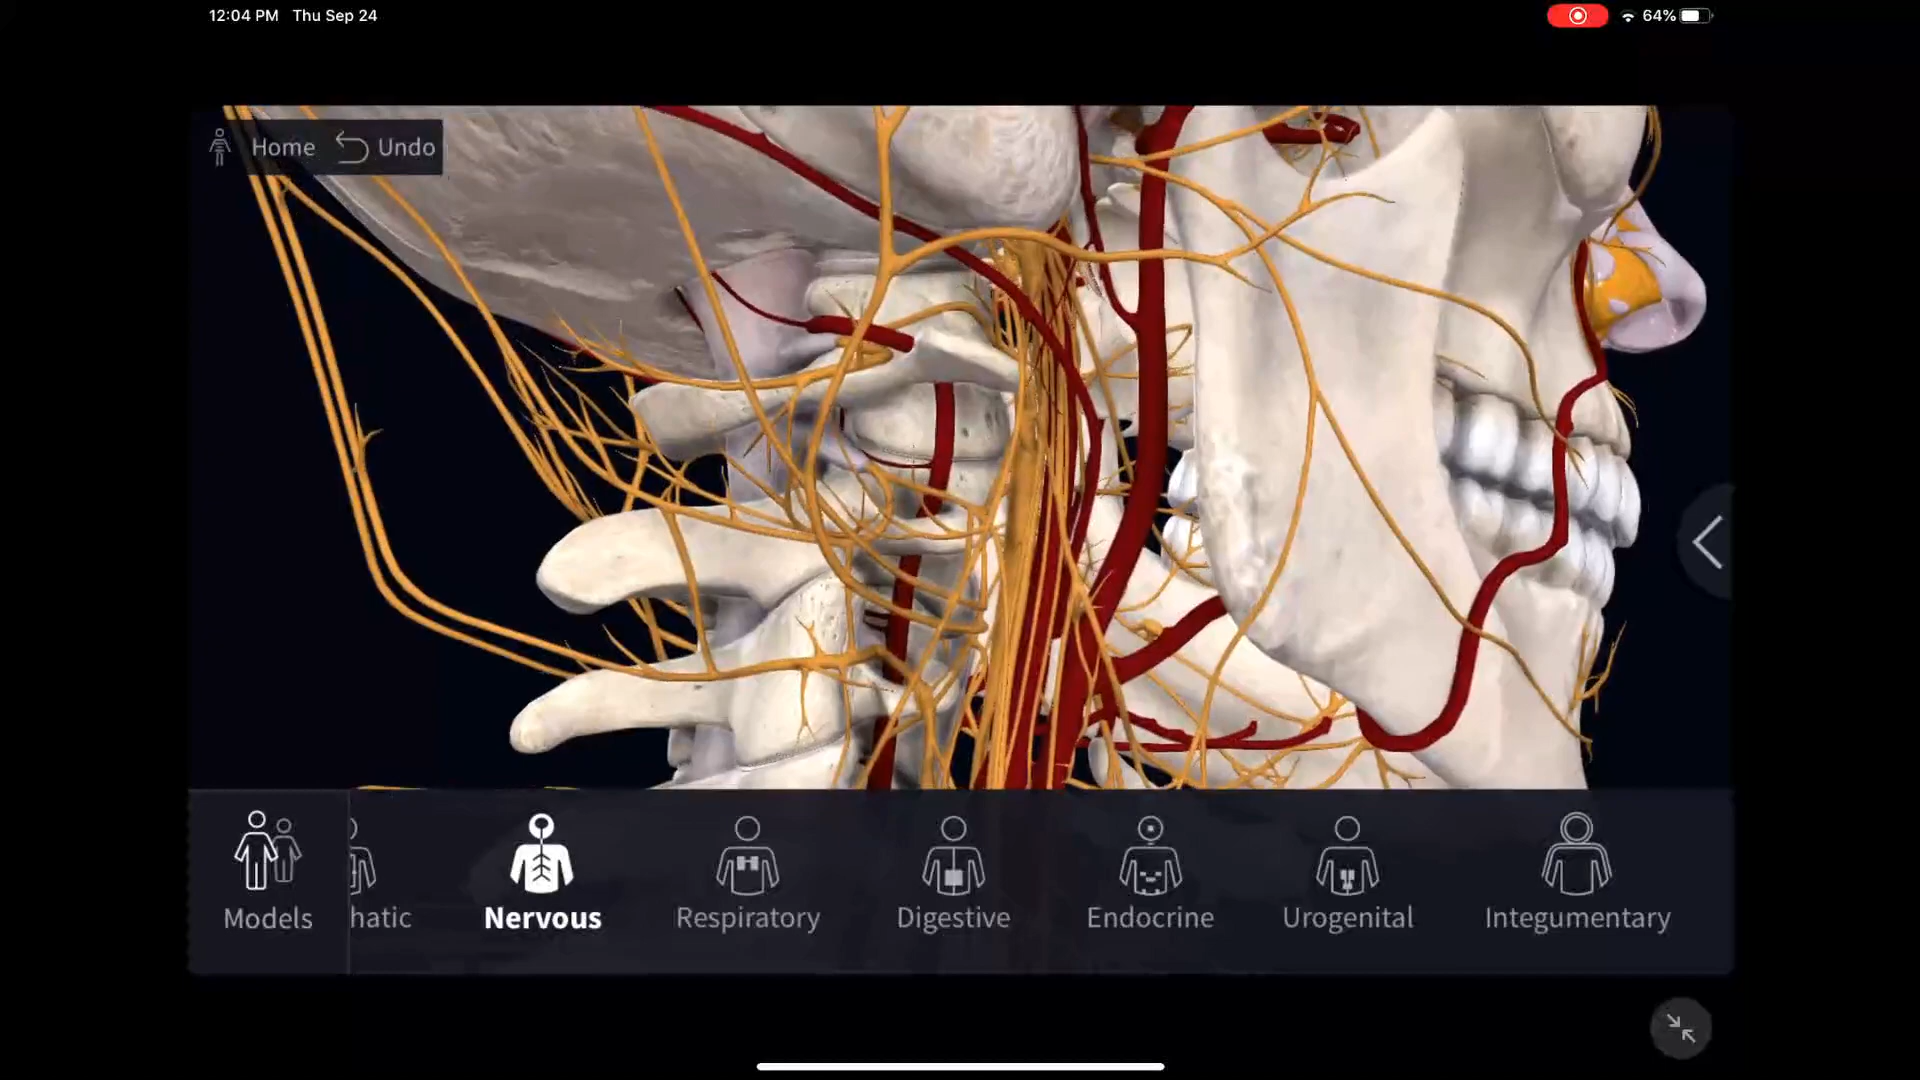 12:04 PM Thu Sep 24
64%
Home Undo
Models hatic Nervous Respiratory Digestive Endocrine Urogenital Integumentary